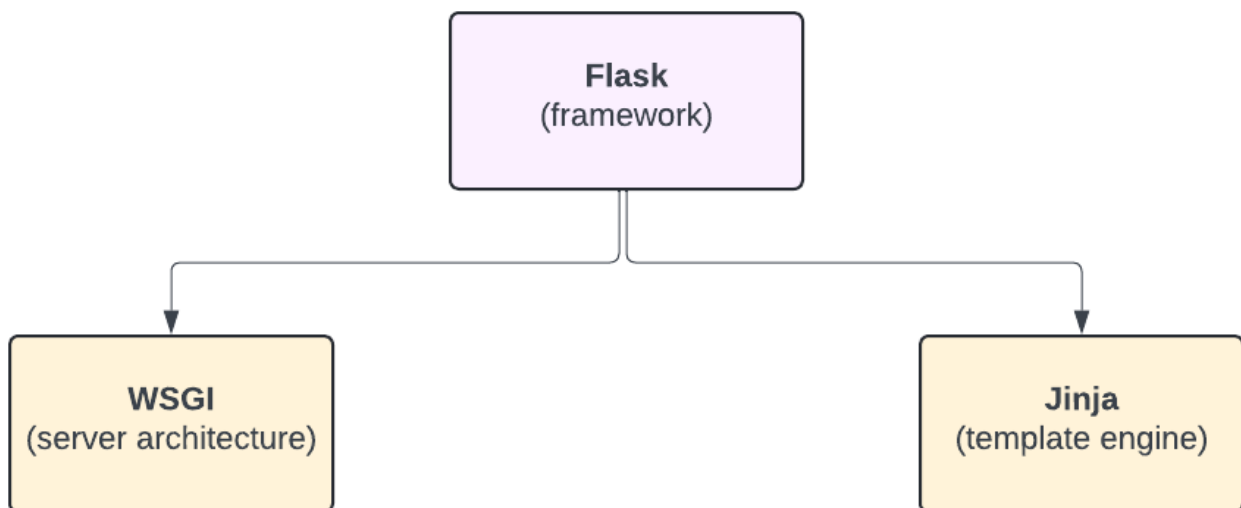 Flask
(framework)
WSGI
(server architecture)
Jinja
(template engine)